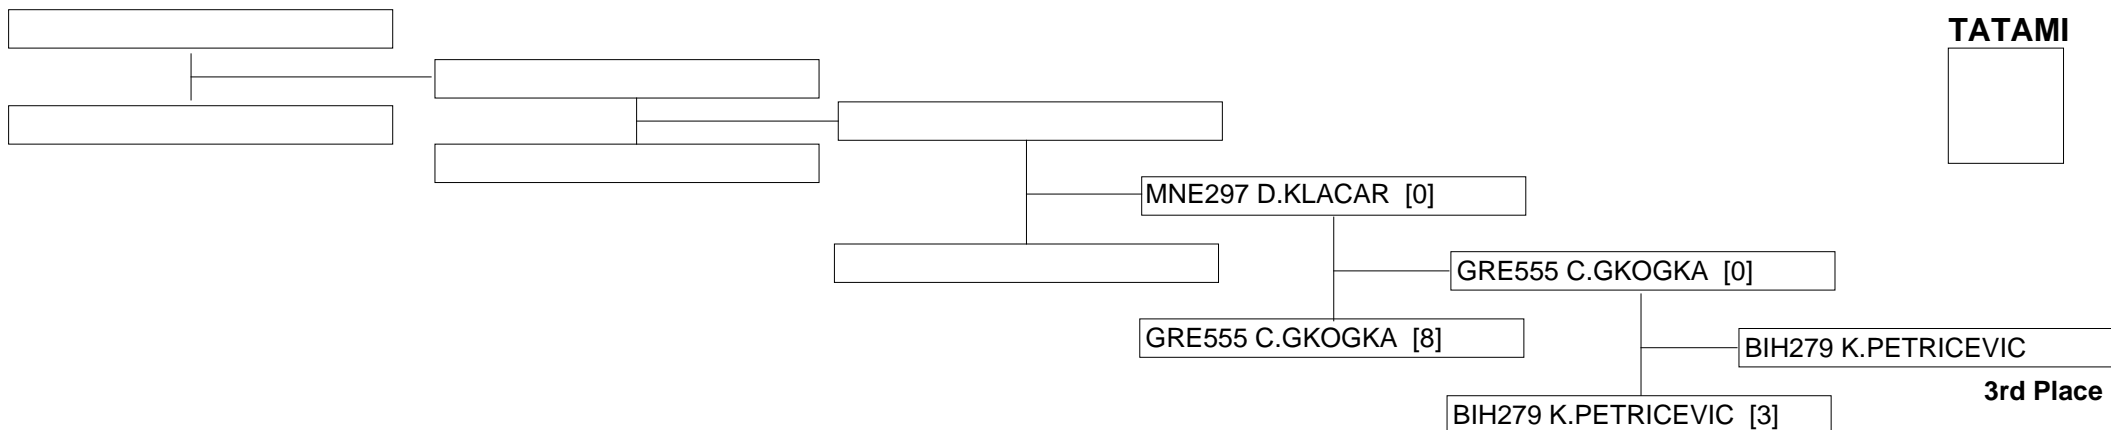 TATAMI
MNE297 D.KLACAR [0]
GRE555 C.GKOGKA [0]
GRE555 C.GKOGKA [8]
BIH279 K.PETRICEVIC
3rd Place
BIH279 K.PETRICEVIC [3]